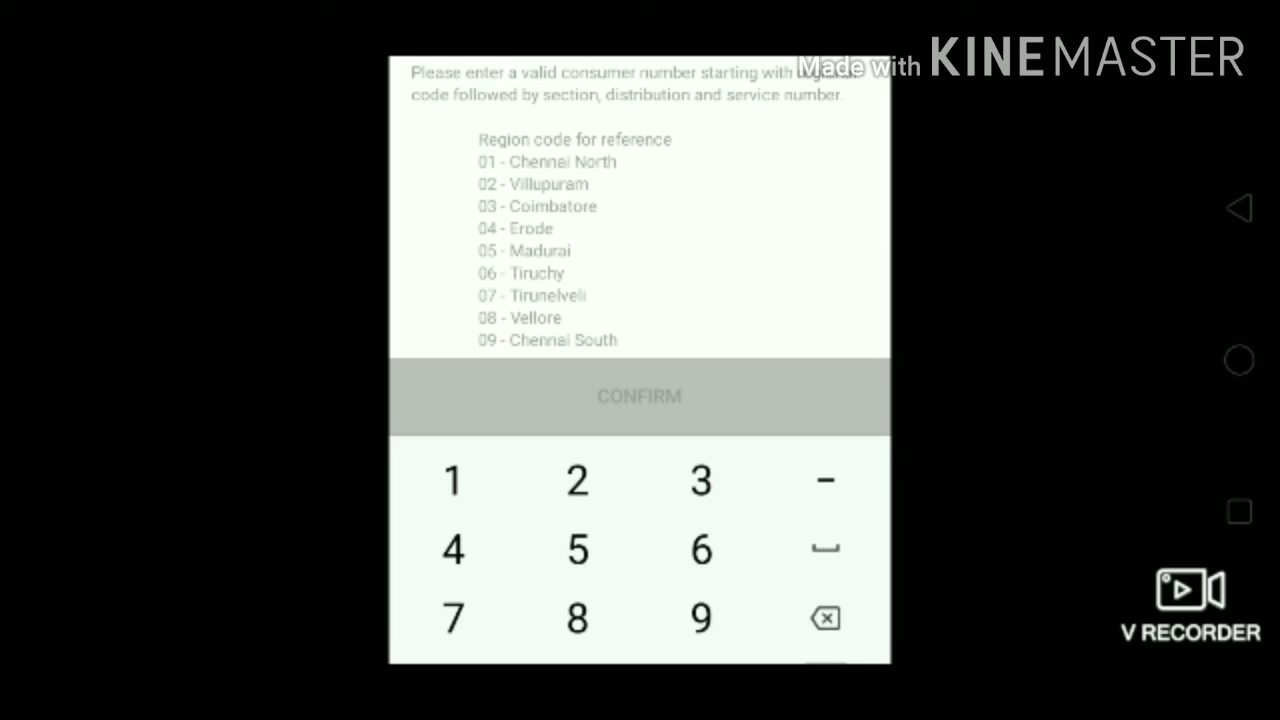 Made with KINEMASTER
Please enter a valid consumer number starting with
code followed by section, distribution and service number.
Region code for reference
01 - Chennai North
02 - Villupuram
03 - Coimbatore
04 - Erode
05 - Madurai
06 - Tiruchy
07 - Tirunelveli
08 - Vellore
09 - Chennai South
CONFIRM
1 2 3 -
4 5 6
7 8 9
V RECORDER